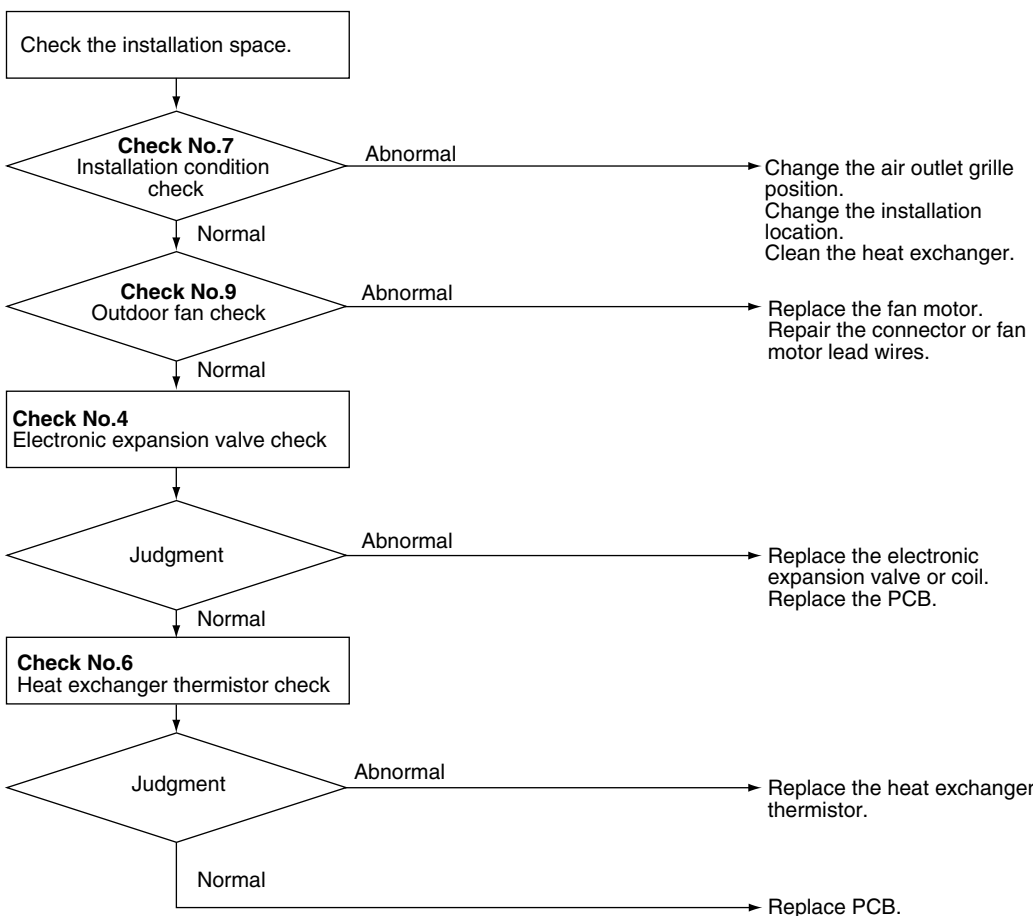 Check the installation space.
Check No.7
Installation condition
check
Abnormal
Change the air outlet grille
position.
Change the installation
location.
Clean the heat exchanger.
Normal
Check No.9
Outdoor fan check
Abnormal
Replace the fan motor.
Repair the connector or fan
motor lead wires.
Normal
Check No.4
Electronic expansion valve check
Judgment
Abnormal
Replace the electronic
expansion valve or coil.
Replace the PCB.
Normal
Check No.6
Heat exchanger thermistor check
Judgment
Abnormal
Replace the heat exchanger
thermistor.
Normal
Replace PCB.